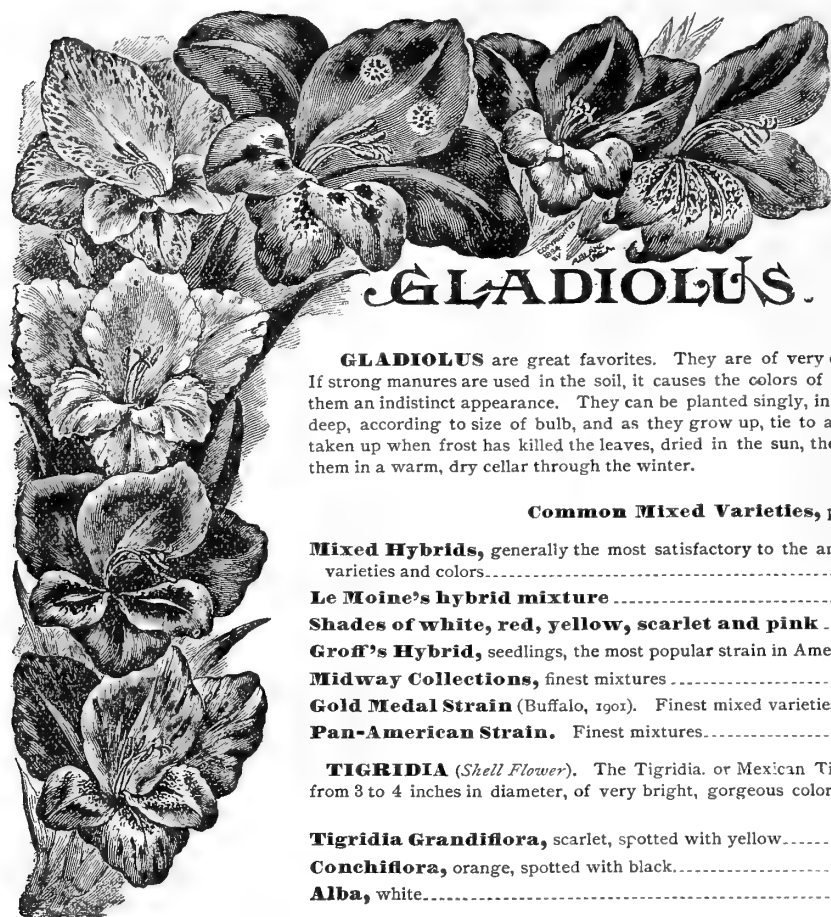 COPYRIGHTED
1894
BY
A. BLANC
GLADIOLUS.
GLADIOLUS are great favorites. They are of very
If strong manures are used in the soil, it causes the colors of
them an indistinct appearance. They can be planted singly, in
deep, according to size of bulb, and as they grow up, tie to a
taken up when frost has killed the leaves, dried in the sun, the
them in a warm, dry cellar through the winter.
Common Mixed Varieties,
Mixed Hybrids, generally the most satisfactory to the
varieties and colors
Le Moine's hybrid mixture
Shades of white, red, yellow, scarlet and pink
Groff's Hybrid, seedlings, the most popular strain in Ame
Midway Collections, finest mixtures
Gold Medal Strain (Buffalo, 1901). Finest mixed varietie
Pan-American Strain. Finest mixtures
TIGRIDIA (Shell Flower). The Tigridia. or Mexican Ti
from 3 to 4 inches in diameter, of very bright, gorgeous color
Tigridia Grandiflora, scarlet, spotted with yellow
Conchiflora, orange, spotted with black
Alba, white